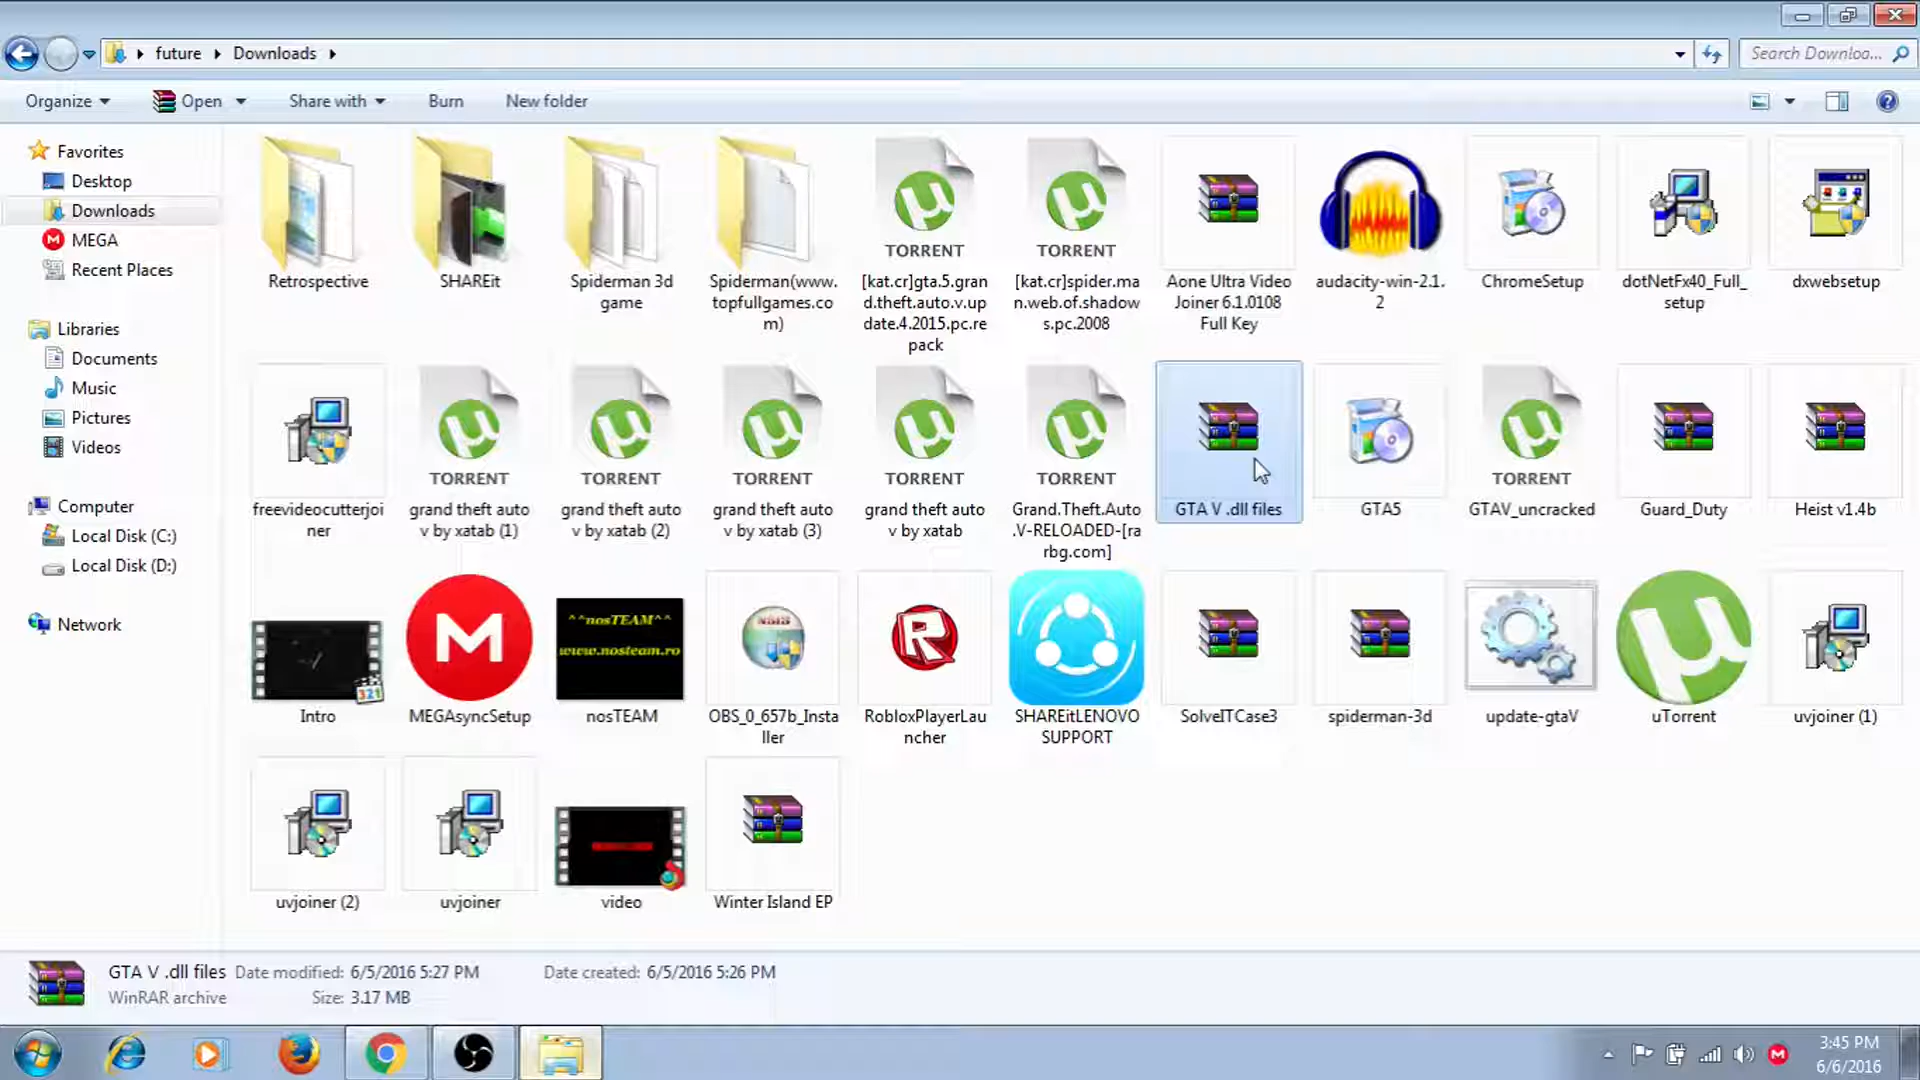 future
Downloads
Search Downloa...
Organize
Open
Share with
Burn
New folder
Favorites
Desktop
Downloads
MEGA
Recent Places
Libraries
Documents
Music
Pictures
Videos
Computer
Local Disk (C:)
Local Disk (D:)
Network
Retrospective
SHAREit
Spiderman 3d
game
Spiderman(www.
topfullgames.co
m)
TORRENT
[kat.cr]gta.5.gran
d.theft.auto.v.up
date.4.2015.pc.re
pack
TORRENT
[kat.cr]spider.ma
n.web.of.shadow
s.pc.2008
Aone Ultra Video
Joiner 6.1.0108
Full Key
audacity-win-2.1.
2
ChromeSetup
dotNetFx40_Full_
setup
dxwebsetup
freevideocutterjoi
ner
TORRENT
grand theft auto
v by xatab (1)
TORRENT
grand theft auto
v by xatab (2)
TORRENT
grand theft auto
v by xatab (3)
TORRENT
grand theft auto
v by xatab
TORRENT
Grand.Theft.Auto
.V-RELOADED-[ra
rbg.com]
GTA V .dll files
GTA5
TORRENT
GTAV_uncracked
Guard_Duty
Heist v1.4b
321
Intro
M
MEGAsyncSetup
^^nosTEAM^^
www.nosteam.ro
nosTEAM
OBS_0_657b_Insta
ller
R
RobloxPlayerLau
ncher
SHAREitLENOVO
SUPPORT
SolveITCase3
spiderman-3d
update-gtaV
uTorrent
uvjoiner (1)
uvjoiner (2)
uvjoiner
video
Winter Island EP
GTA V .dll files Date modified: 6/5/2016 5:27 PM Date created: 6/5/2016 5:26 PM
WinRAR archive Size: 3.17 MB
3:45 PM
6/6/2016